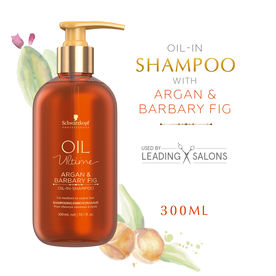 OIL-IN
SHAMPOO
WITH
ARGAN &
BARBARY FIG
USED BY
LEADING SALONS
300ML
Schwarzkopf
PROFESSIONAL
OIL
Ultime
ARGAN &
BARBARY FIG
OIL-IN-SHAMPOO